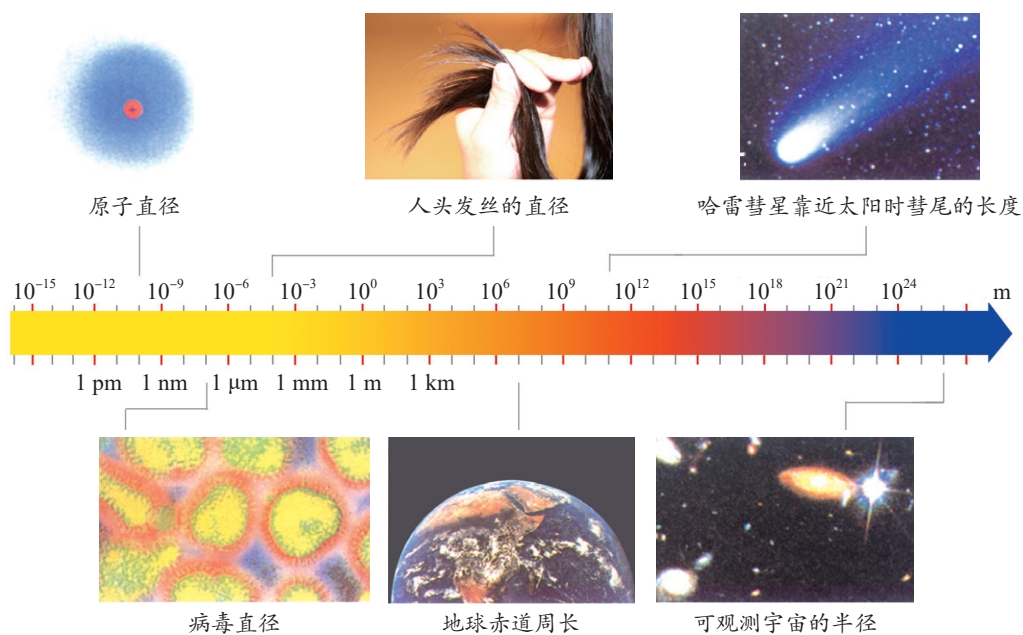 原子直径
人头发丝的直径
哈雷彗星靠近太阳时彗尾的长度
10⁻¹⁵ 10⁻¹² 10⁻⁹ 10⁻⁶ 10⁻³ 10⁰ 10³ 10⁶ 10⁹ 10¹² 10¹⁵ 10¹⁸ 10²¹ 10²⁴ m
1 pm 1 nm 1 μm 1 mm 1 m 1 km
病毒直径
地球赤道周长
可观测宇宙的半径